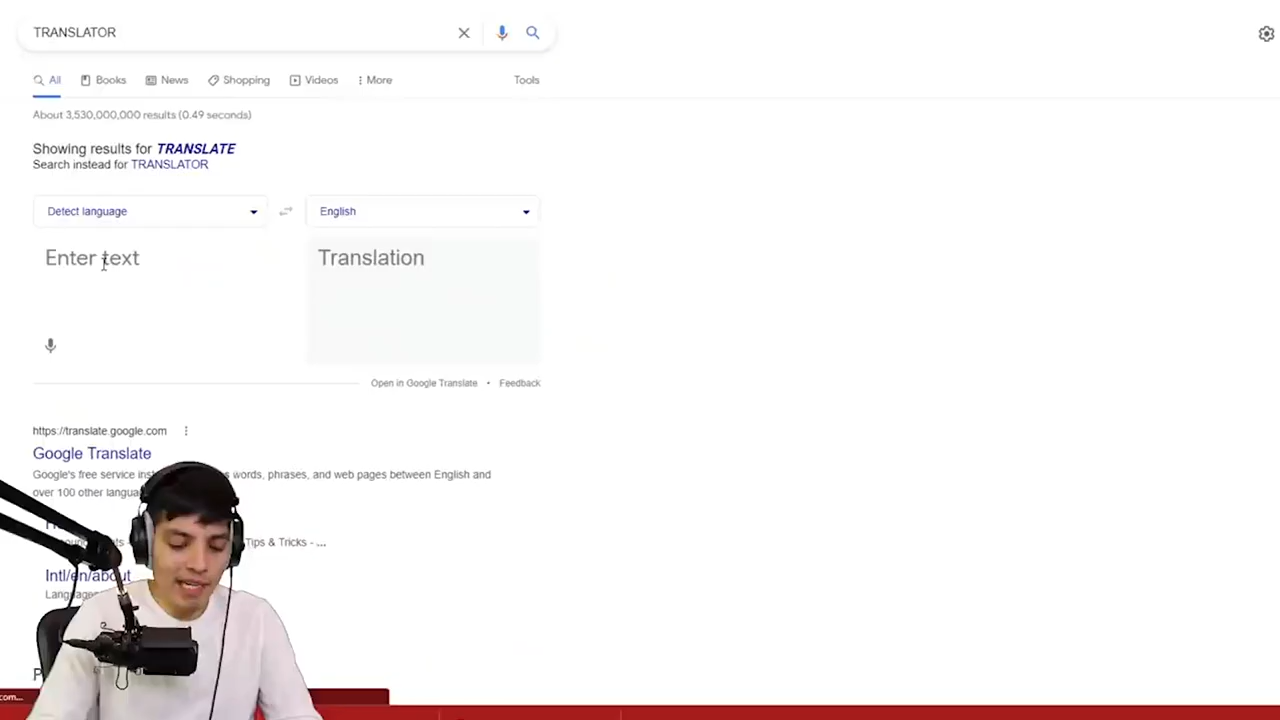 TRANSLATOR
All Books News Shopping Videos More Tools
About 3,530,000,000 results (0.49 seconds)
Showing results for TRANSLATE
Search instead for TRANSLATOR
Detect language English
Enter text Translation
Open in Google Translate • Feedback
https://translate.google.com
Google Translate
Google's free service words, phrases, and web pages between English and
over 100 other
Tips & Tricks - ...
Intl/en/about
com...